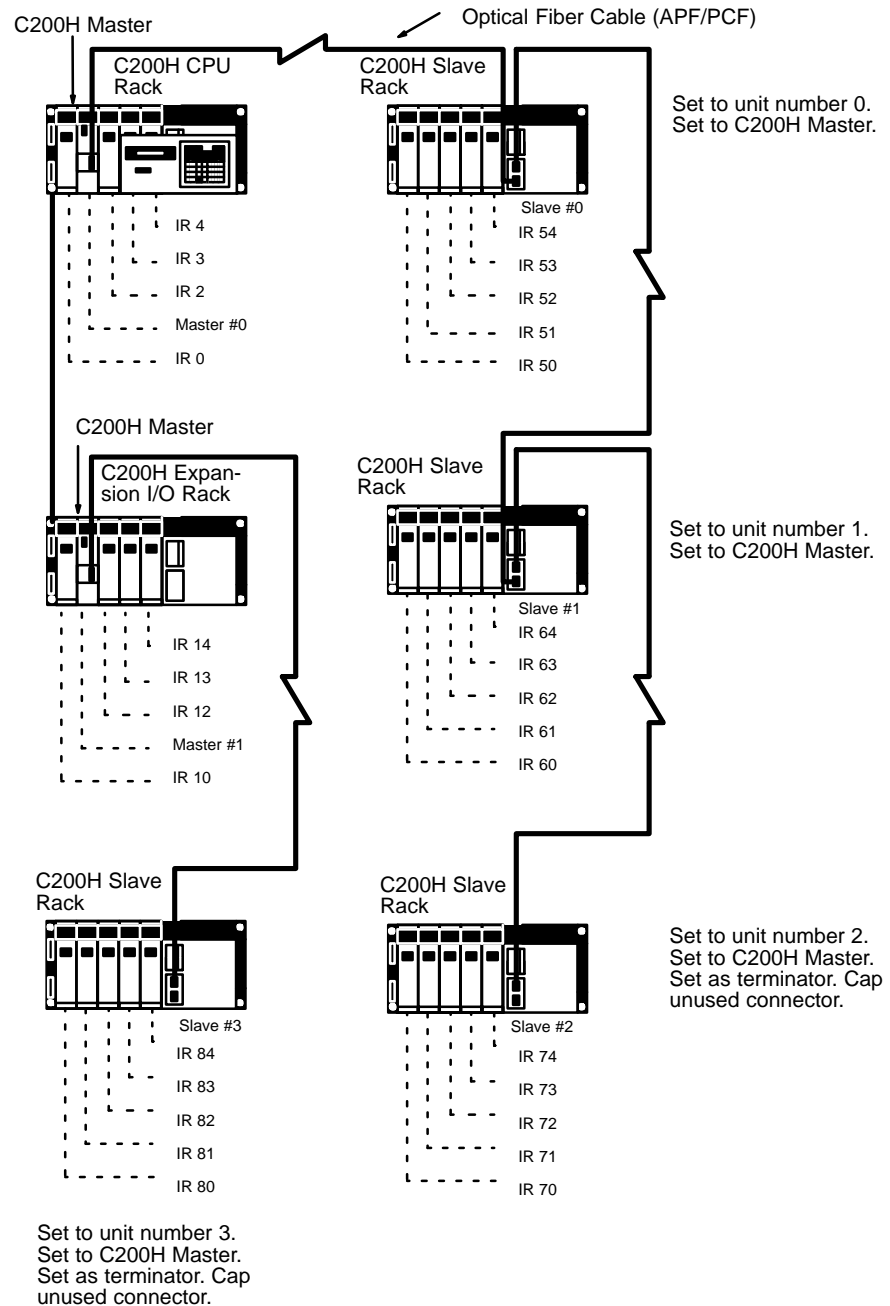 Optical Fiber Cable (APF/PCF)
C200H Master
C200H CPU
Rack
C200H Slave
Rack
Set to unit number 0.
Set to C200H Master.
Slave #0
IR 4
IR 3
IR 2
Master #0
IR 0
IR 54
IR 53
IR 52
IR 51
IR 50
C200H Master
C200H Expan-
sion I/O Rack
C200H Slave
Rack
Set to unit number 1.
Set to C200H Master.
Slave #1
IR 14
IR 13
IR 12
Master #1
IR 10
IR 64
IR 63
IR 62
IR 61
IR 60
C200H Slave
Rack
C200H Slave
Rack
Set to unit number 2.
Set to C200H Master.
Set as terminator. Cap
unused connector.
Slave #3
IR 84
IR 83
IR 82
IR 81
IR 80
Slave #2
IR 74
IR 73
IR 72
IR 71
IR 70
Set to unit number 3.
Set to C200H Master.
Set as terminator. Cap
unused connector.